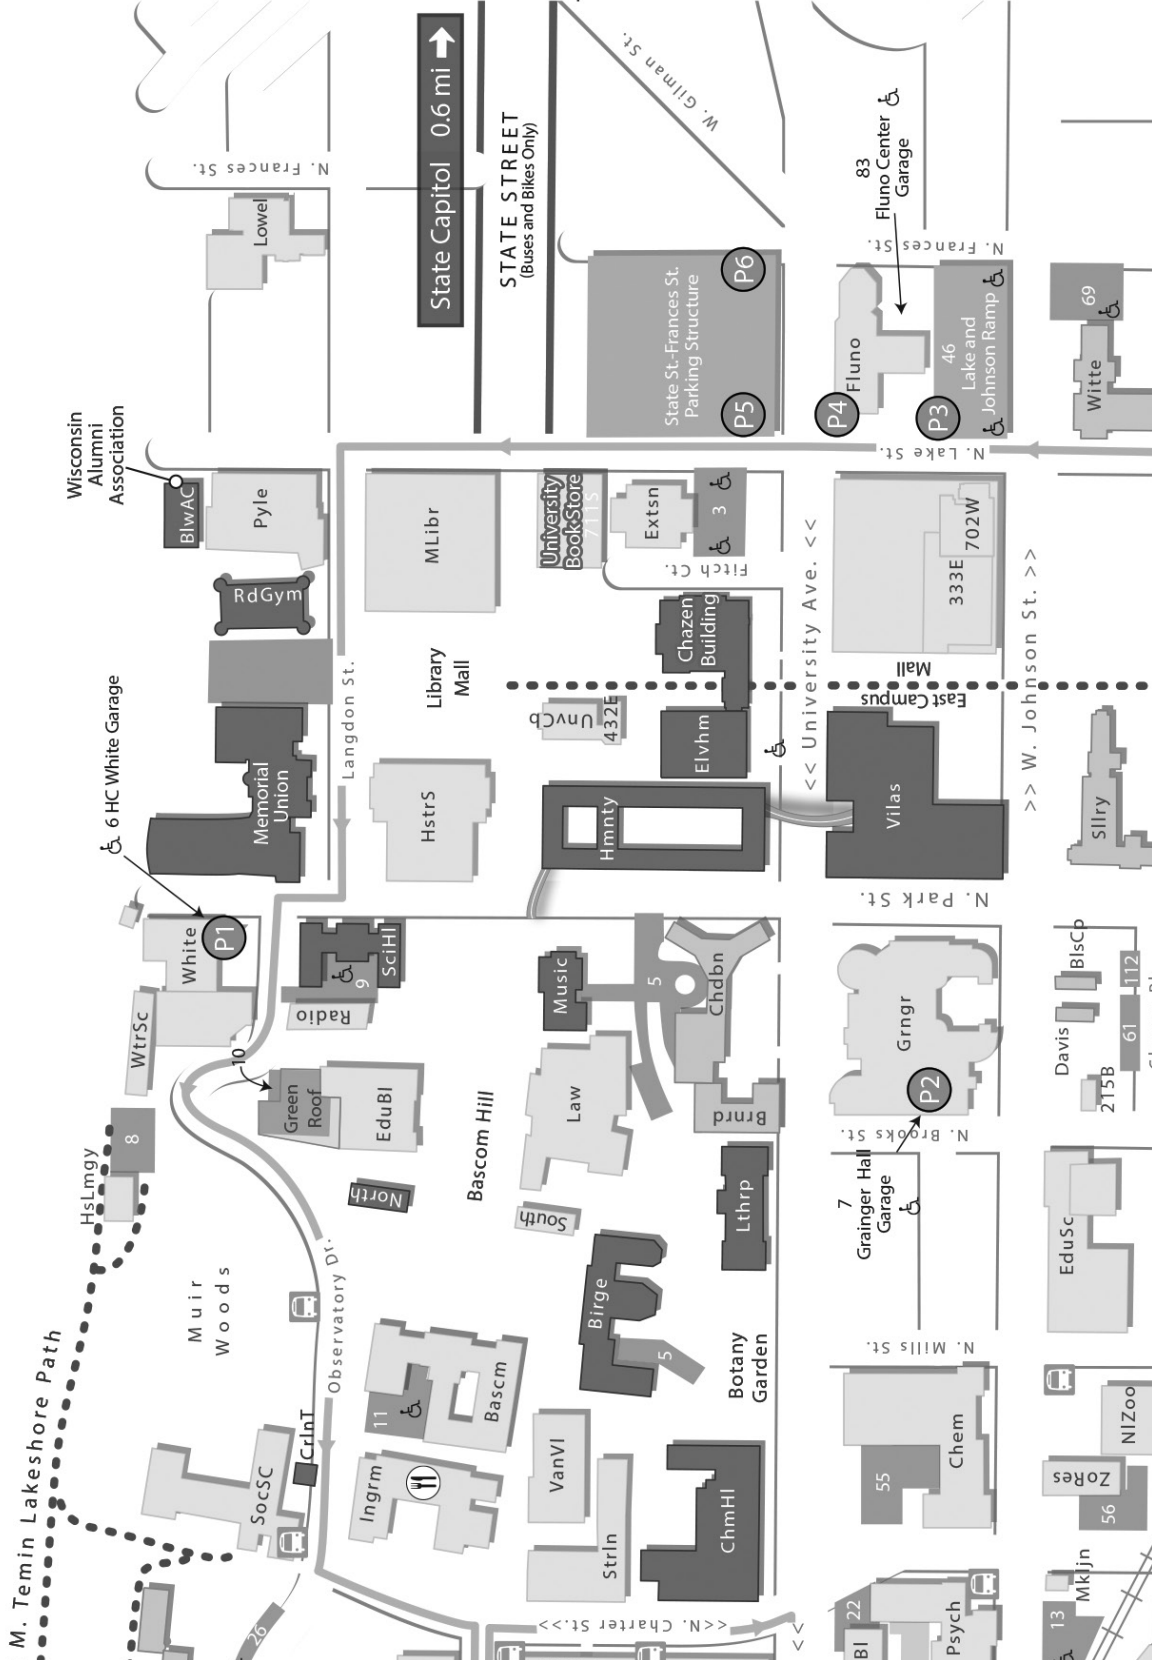 N. Frances St.
Lowel
State Capitol 0.6 mi
STATE STREET
(Buses and Bikes Only)
W. Gilman St.
83
Fluno Center
Garage
N. Frances St.
State St.-Frances St.
Parking Structure
P6
P5
Fluno
P4
46
Lake and
Johnson Ramp
P3
69
Witte
N. Lake St.
Wisconsin
Alumni
Association
BlwAC
Pyle
RdGym
MLibr
University
Book Store
711S
Extsn
3
Fitch Ct.
<< University Ave. <<
333E
702W
>> W. Johnson St. >>
Chazen
Building
Library
Mall
Langdon St.
UnvCb
432E
Elvhm
East Campus
Mall
6 HC White Garage
Memorial
Union
HstrS
Hmnty
Vilas
Sllry
N. Park St.
White
P1
WtrSc
SciHl
9
Radio
10
Green
Roof
EduBl
Music
5
Chdbn
Law
Brnrd
Grngr
P2
BlsCp
112
Davis
61
215B
N. Brooks St.
8
HsLmgy
North
Bascom Hill
South
Lthrp
7
Grainger Hall
Garage
EduSc
Muir
Woods
Observatory Dr.
Birge
5
Botany
Garden
N. Mills St.
M. Temin Lakeshore Path
11
Bascm
CrlnT
SocSC
Ingrm
VanVl
Strln
ChmHl
55
Chem
NlZoo
ZoRes
56
Mkljn
26
<<N. Charter St.>>
22
Psych
13
Bl